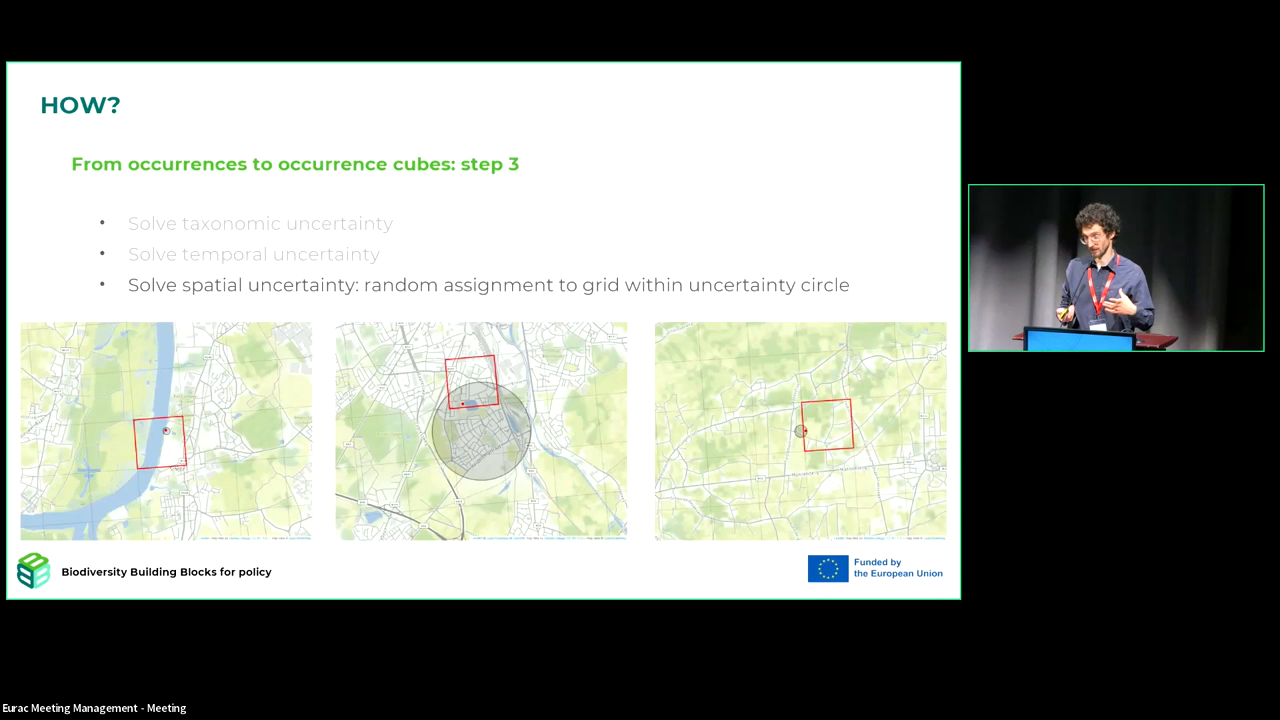 HOW?
From occurrences to occurrence cubes: step 3
• Solve taxonomic uncertainty
• Solve temporal uncertainty
• Solve spatial uncertainty: random assignment to grid within uncertainty circle
Biodiversity Building Blocks for policy
Funded by
the European Union
Eurac Meeting Management - Meeting